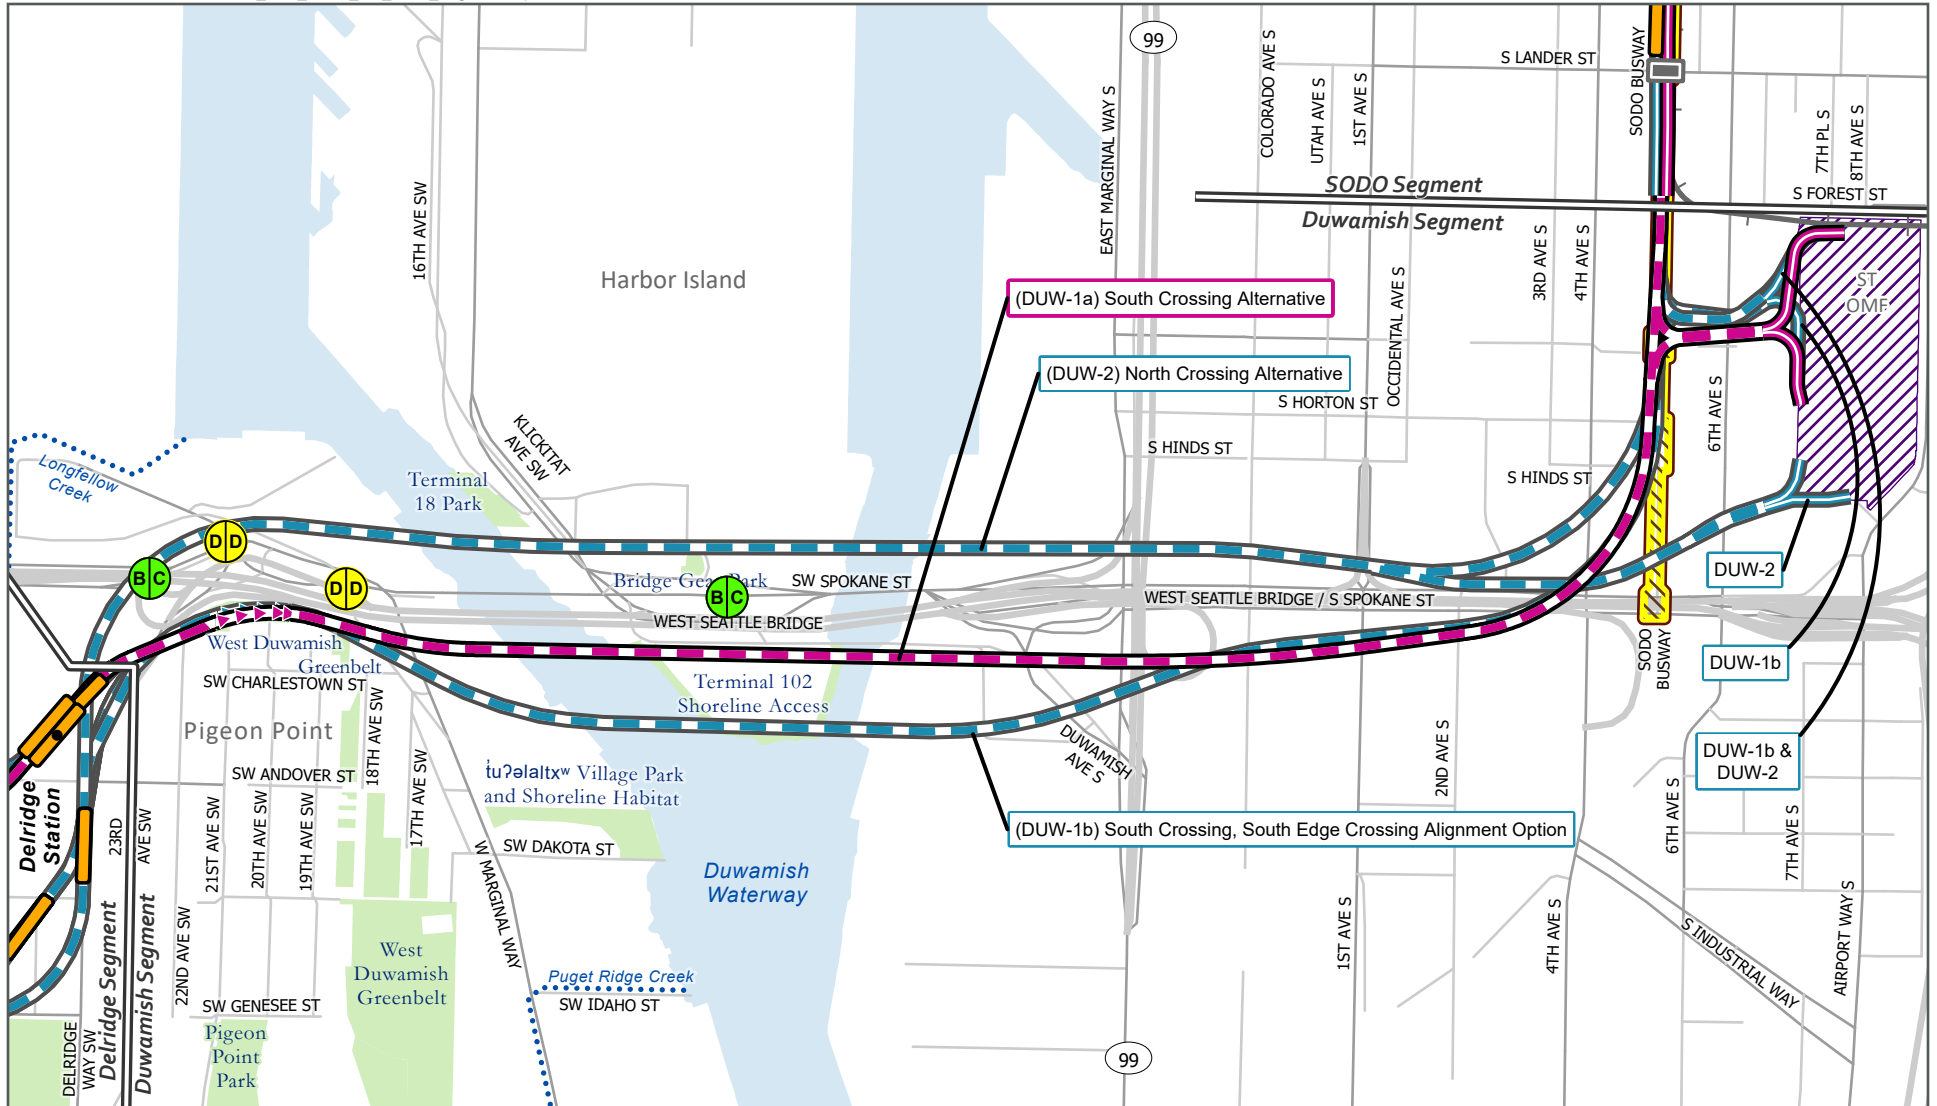 99
S LANDER ST
SODO BUSWAY
COLORADO AVE S
UTAH AVE S
1ST AVE S
EAST MARGINAL WAY S
7TH PL S
8TH AVE S
S FOREST ST
SODO Segment
Duwamish Segment
16TH AVE SW
Harbor Island
3RD AVE S
4TH AVE S
OCCIDENTAL AVE S
ST
OMF
(DUW-1a) South Crossing Alternative
(DUW-2) North Crossing Alternative
S HORTON ST
6TH AVE S
KLICKITAT
AVE SW
S HINDS ST
S HINDS ST
Longfellow
Creek
Terminal
18 Park
D D
B C
D D
B C
Bridge Gear Park
SW SPOKANE ST
WEST SEATTLE BRIDGE / S SPOKANE ST
WEST SEATTLE BRIDGE
DUW-2
West Duwamish
Greenbelt
SW CHARLESTOWN ST
Terminal 102
Shoreline Access
SODO
BUSWAY
DUW-1b
Pigeon Point
18TH AVE SW
17TH AVE SW
DUWAMISH
AVE S
2ND AVE S
DUW-1b &
DUW-2
SW ANDOVER ST
t̓uʔəlaltxʷ Village Park
and Shoreline Habitat
Delridge
Station
23RD
AVE SW
21ST AVE SW
20TH AVE SW
19TH AVE SW
(DUW-1b) South Crossing, South Edge Crossing Alignment Option
6TH AVE S
7TH AVE S
SW DAKOTA ST
W MARGINAL WAY
Duwamish
Waterway
Delridge Segment
Duwamish Segment
22ND AVE SW
West
Duwamish
Greenbelt
1ST AVE S
4TH AVE S
S INDUSTRIAL WAY
AIRPORT WAY S
Puget Ridge Creek
SW IDAHO ST
SW GENESEE ST
Pigeon
Point
Park
DELRIDGE
WAY SW
99